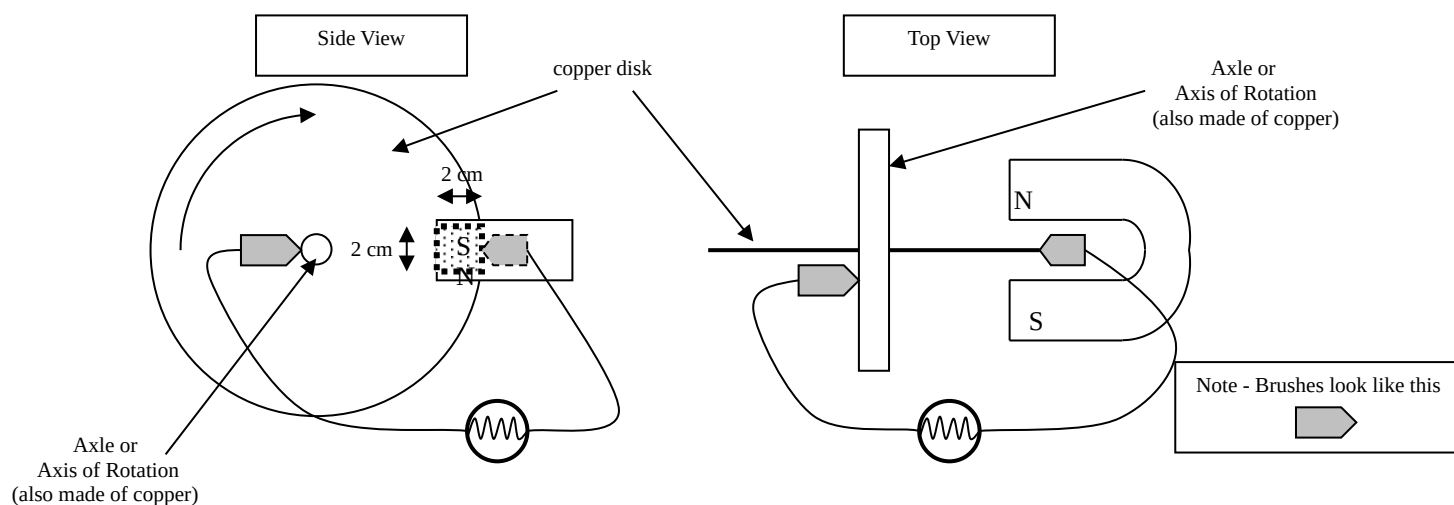 Side View
Top View
copper disk
Axle or
Axis of Rotation
(also made of copper)
2 cm
N
2 cm
S
N
S
Note - Brushes look like this
Axle or
Axis of Rotation
(also made of copper)